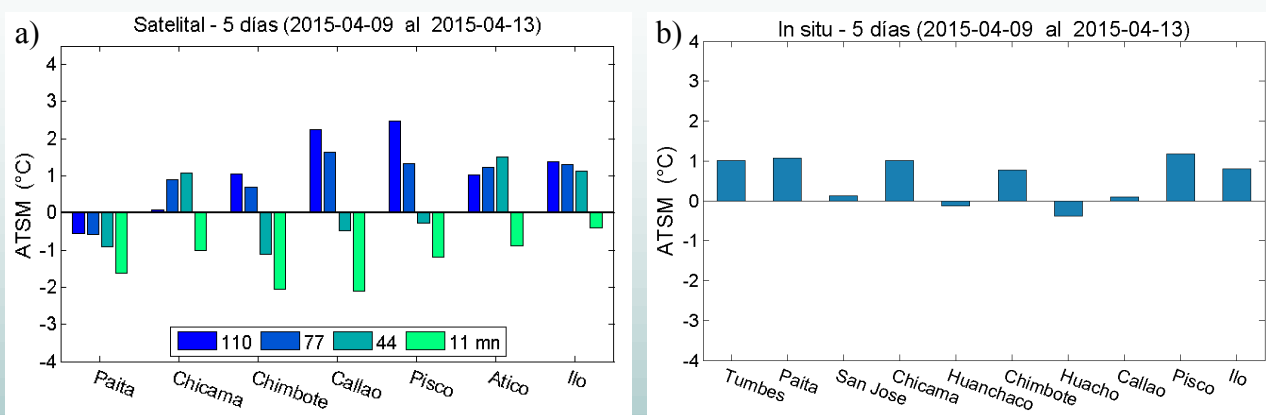 a)
Satelital - 5 días (2015-04-09 al 2015-04-13)
4
3
2
1
0
-1
-2
-3
-4
ATSM (°C)
110
77
44
11 mn
Paita
Chicama
Chimbote
Callao
Pisco
Atico
Ilo
b)
In situ - 5 días (2015-04-09 al 2015-04-13)
4
3
2
1
0
-1
-2
-3
-4
ATSM (°C)
Tumbes
Paita
San Jose
Chicama
Huanchaco
Chimbote
Huacho
Callao
Pisco
Ilo